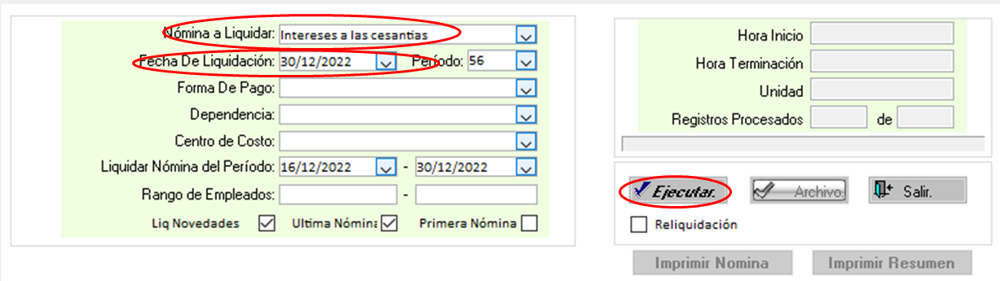 Nómina a Liquidar: Intereses a las cesantias
Fecha De Liquidación: 30/12/2022 Período: 56
Forma De Pago:
Dependencia:
Centro de Costo:
Liquidar Nómina del Período: 16/12/2022 - 30/12/2022
Rango de Empleados: -
Liq Novedades Ultima Nómina Primera Nómina
Hora Inicio
Hora Terminación
Unidad
Registros Procesados de
Ejecutar. Archivo. Salir.
Reliquidación
Imprimir Nomina Imprimir Resumen